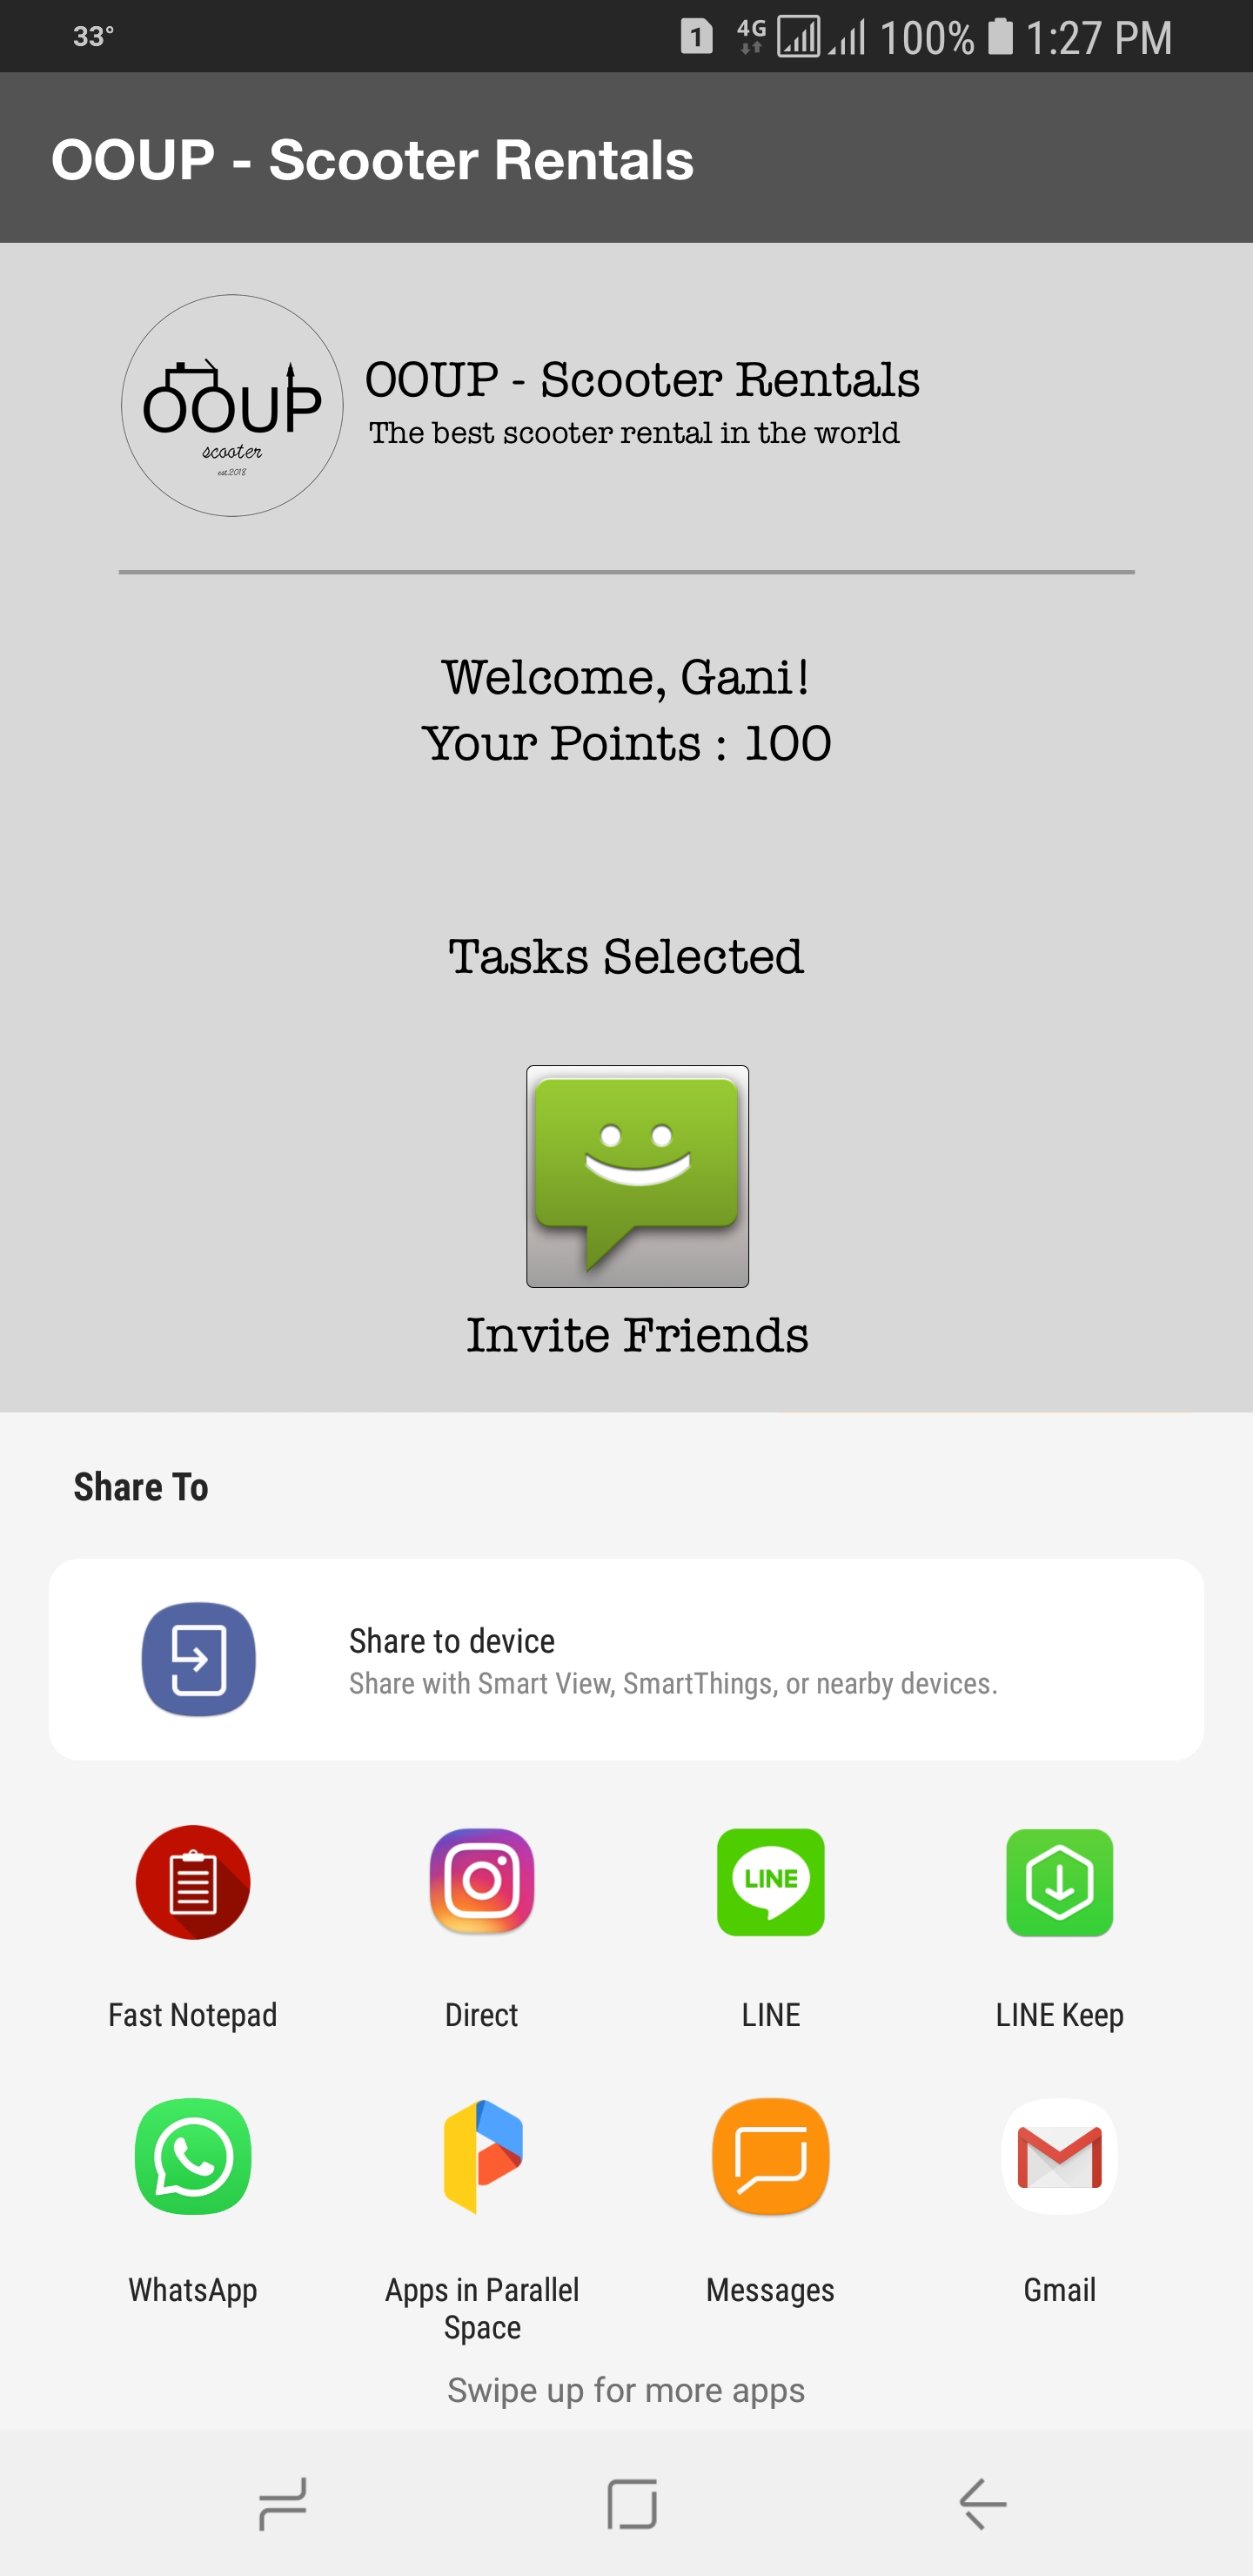 33°
1 4G 100% 1:27 PM
OOUP - Scooter Rentals
OOUP
scooter
est.2018
OOUP - Scooter Rentals
The best scooter rental in the world
Welcome, Gani!
Your Points : 100
Tasks Selected
Invite Friends
Share To
Share to device
Share with Smart View, SmartThings, or nearby devices.
LINE
Fast Notepad Direct LINE LINE Keep
WhatsApp Apps in Parallel Messages Gmail
Space
Swipe up for more apps